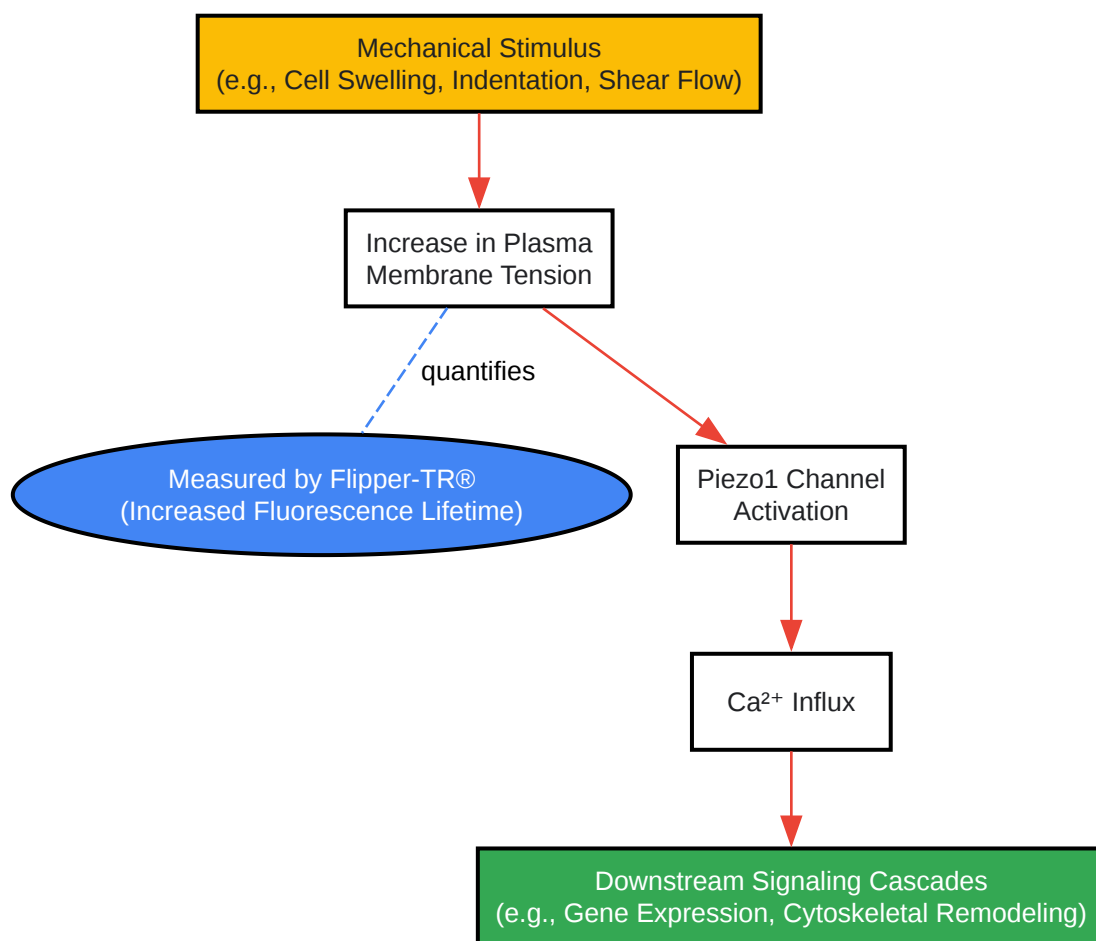 Mechanical Stimulus
(e.g., Cell Swelling, Indentation, Shear Flow)
Increase in Plasma
Membrane Tension
quantifies
Measured by Flipper-TR®
(Increased Fluorescence Lifetime)
Piezo1 Channel
Activation
Ca²⁺ Influx
Downstream Signaling Cascades
(e.g., Gene Expression, Cytoskeletal Remodeling)